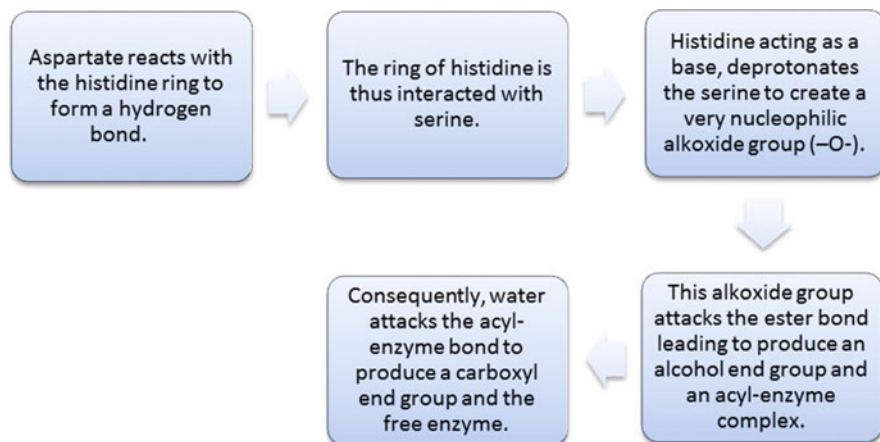 Aspartate reacts with
the histidine ring to
form a hydrogen
bond.
The ring of histidine is
thus interacted with
serine.
Histidine acting as a
base, deprotonates
the serine to create a
very nucleophilic
alkoxide group (–O-).
This alkoxide group
attacks the ester bond
leading to produce an
alcohol end group and
an acyl-enzyme
complex.
Consequently, water
attacks the acyl-
enzyme bond to
produce a carboxyl
end group and the
free enzyme.